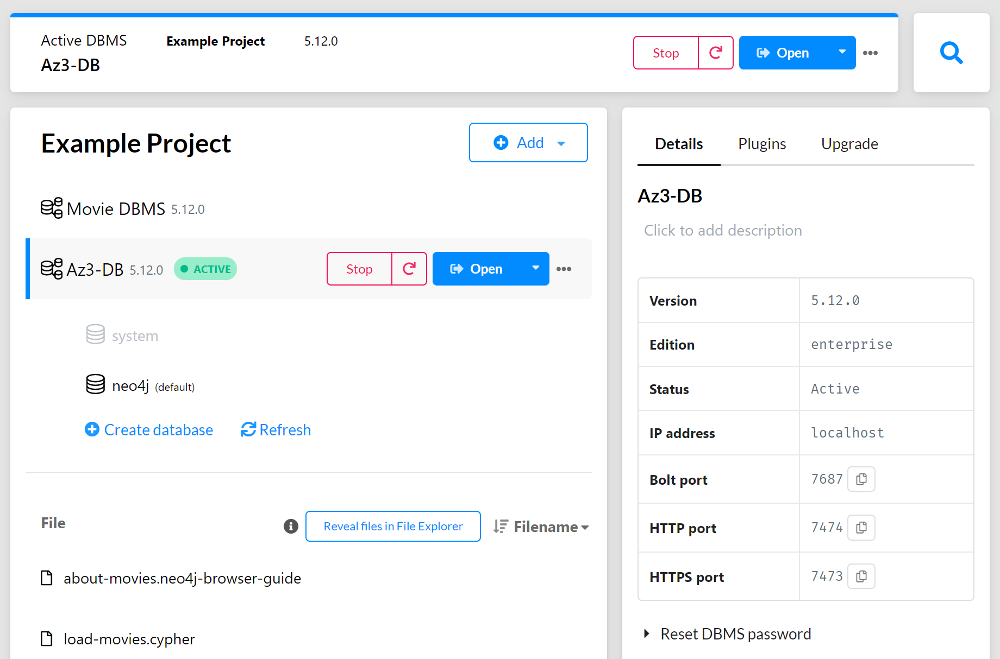 Active DBMS Example Project 5.12.0
Az3-DB
Stop Open
Example Project
Add
Movie DBMS 5.12.0
Az3-DB 5.12.0 ACTIVE Stop Open
system
neo4j (default)
Create database Refresh
File Reveal files in File Explorer Filename
about-movies.neo4j-browser-guide
load-movies.cypher
Details Plugins Upgrade
Az3-DB
Click to add description
Version 5.12.0
Edition enterprise
Status Active
IP address localhost
Bolt port 7687
HTTP port 7474
HTTPS port 7473
Reset DBMS password